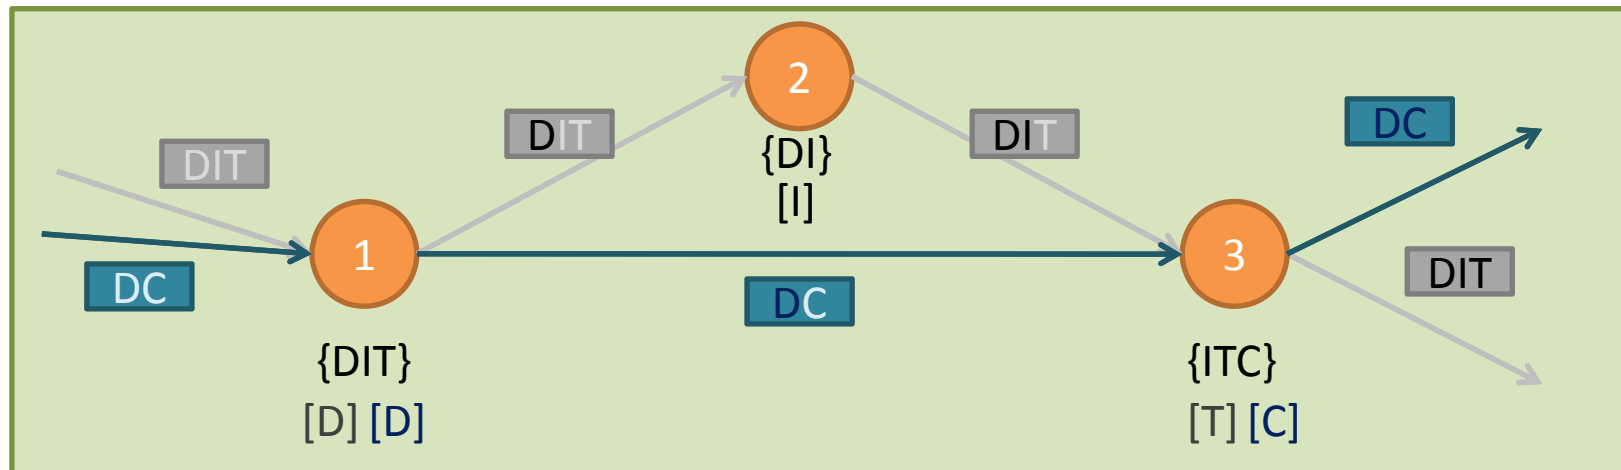 2
DIT
DIT
DC
DIT
{DI}
[I]
1
3
DC
DC
DIT
{DIT}
{ITC}
[D] [D]
[T] [C]